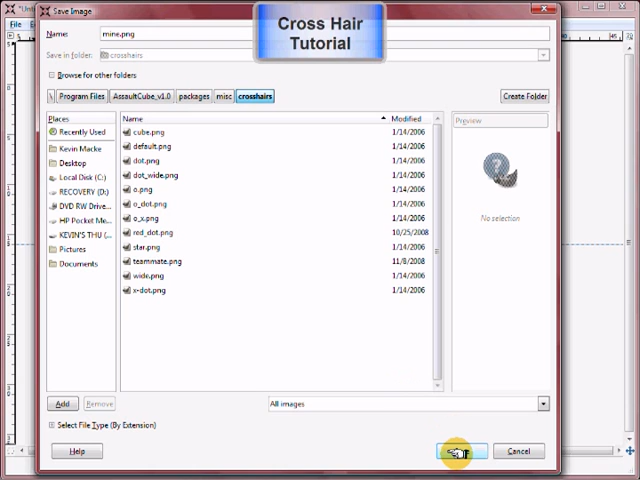 Save Image
Cross Hair
Tutorial
File
Name:
mine.png
Save in folder:
crosshairs
Browse for other folders
\
Program Files
AssaultCube_v1.0
packages
misc
crosshairs
Create Folder
Places
Name
Modified
Preview
Recently Used
Kevin Macke
Desktop
Local Disk (C:)
RECOVERY (D:)
DVD RW Drive...
HP Pocket Me...
KEVIN'S THU (...
Pictures
Documents
cube.png 1/14/2006
default.png 1/14/2006
dot.png 1/14/2006
dot_wide.png 1/14/2006
o.png 1/14/2006
o_dot.png 1/14/2006
o_x.png 1/14/2006
red_dot.png 10/25/2008
star.png 1/14/2006
teammate.png 11/8/2008
wide.png 1/14/2006
x-dot.png 1/14/2006
No selection
Add
Remove
All images
Select File Type (By Extension)
Help
Cancel